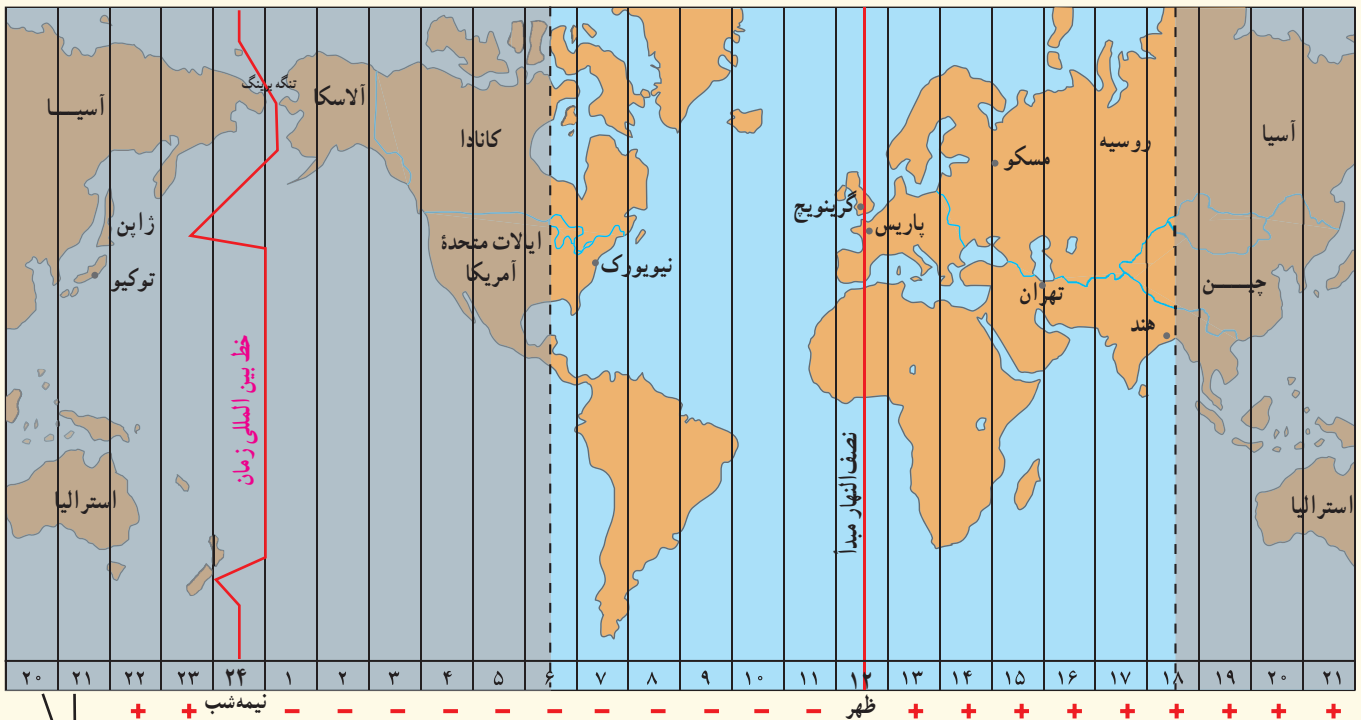 آسیا
تنگه برینگ
آلاسکا
کانادا
روسیه
مسکو
آسیا
ژاپن
توکیو
ایالات متحدهٔ
آمریکا
نیویورک
گرینویچ
پاریس
تهران
هند
چین
خط بین المللی زمان
نصف‌النهار مبدأ
استرالیا
استرالیا
۲۰ ۲۱ ۲۲ ۲۳ ۲۴ ۱ ۲ ۳ ۴ ۵ ۶ ۷ ۸ ۹ ۱۰ ۱۱ ۱۲ ۱۳ ۱۴ ۱۵ ۱۶ ۱۷ ۱۸ ۱۹ ۲۰ ۲۱
+ + نیمه‌شب − − − − − − − − − − − ظهر + + + + + + + + +